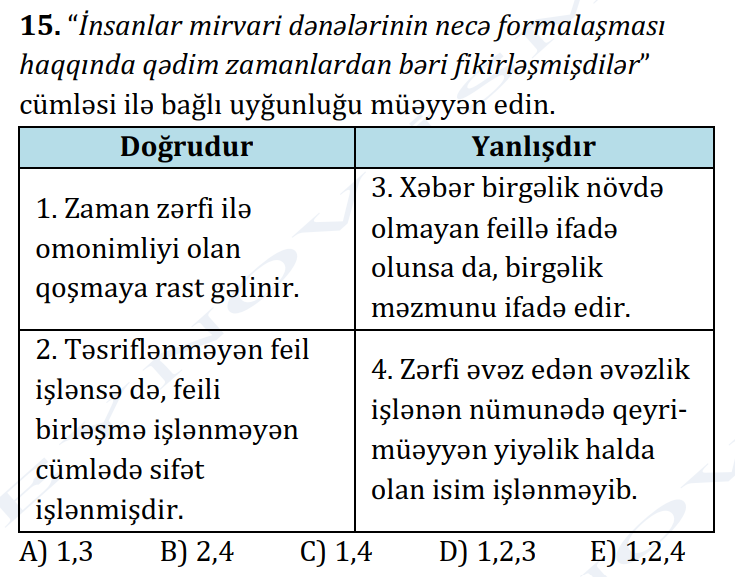 15. “İnsanlar mirvari dənələrinin necə formalaşması
haqqında qədim zamanlardan bəri fikirləşmişdilər”
cümləsi ilə bağlı uyğunluğu müəyyən edin.
Doğrudur
Yanlışdır
1. Zaman zərfi ilə
omonimliyi olan
qoşmaya rast gəlinir.
3. Xəbər birgəlik növdə
olmayan feillə ifadə
olunsa da, birgəlik
məzmunu ifadə edir.
2. Təsriflənməyən feil
işlənsə də, feili
birləşmə işlənməyən
cümlədə sifət
işlənmişdir.
4. Zərfi əvəz edən əvəzlik
işlənən nümunədə qeyri-
müəyyən yiyəlik halda
olan isim işlənməyib.
A) 1,3 B) 2,4 C) 1,4 D) 1,2,3 E) 1,2,4